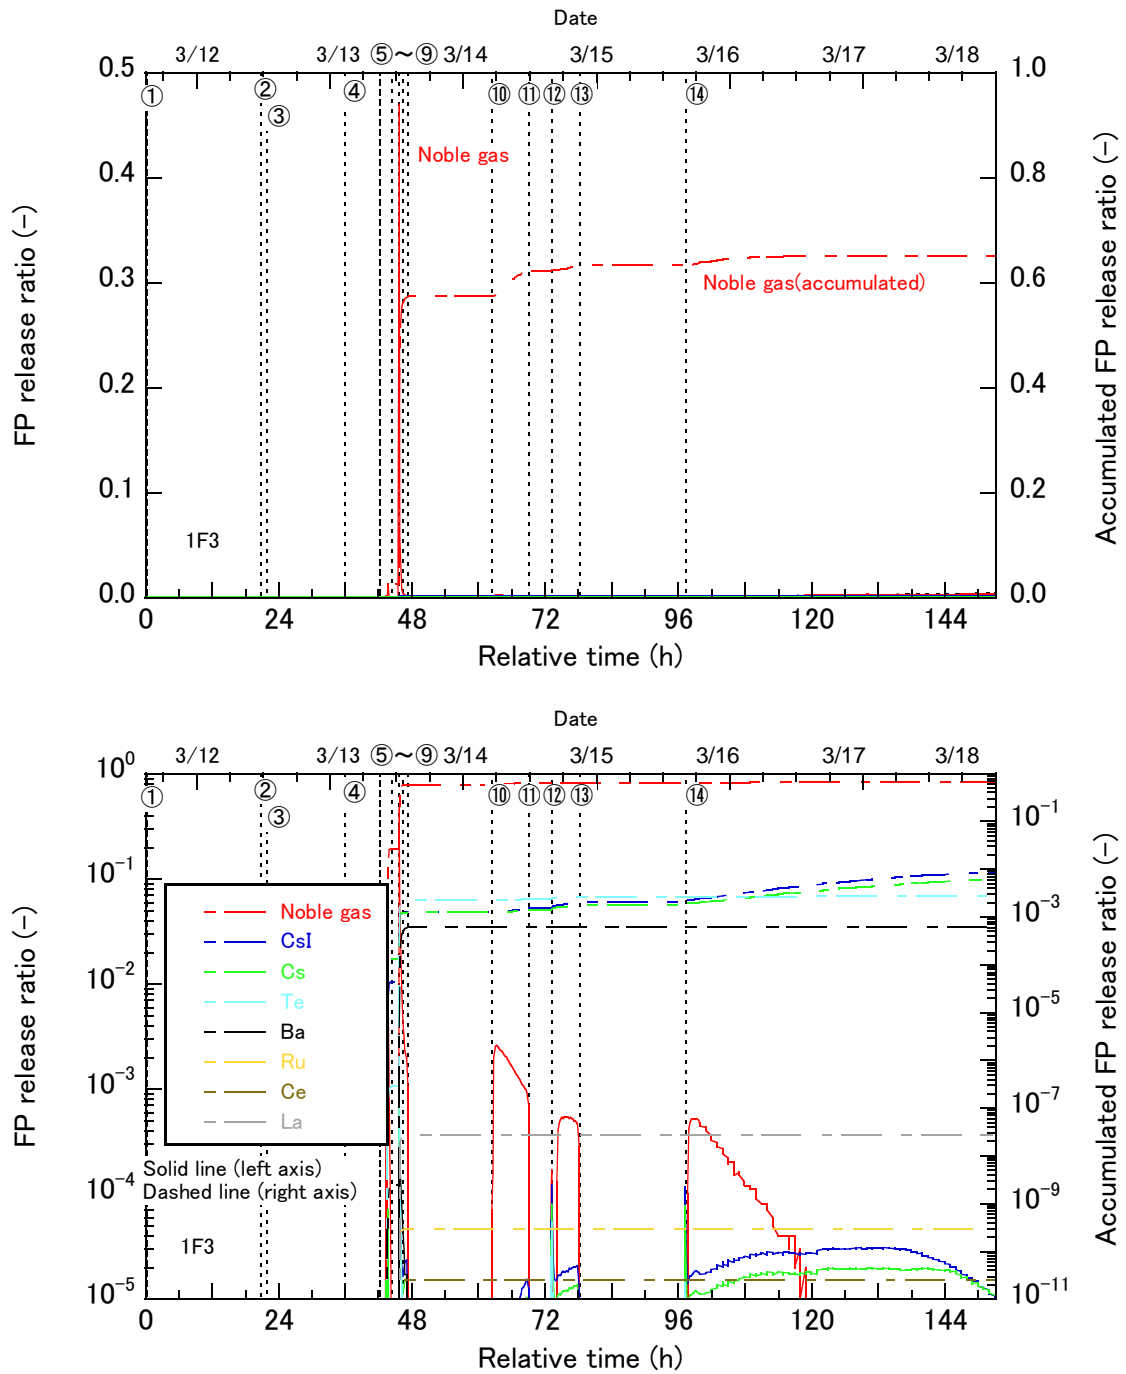 Date
3/12 3/13 ⑤～⑨ 3/14 3/15 3/16 3/17 3/18
0.5 1.0
① ② ④ ⑩ ⑪ ⑫ ⑬ ⑭
③
Noble gas
0.4 0.8
0.3 0.6
Noble gas(accumulated)
0.2 0.4
0.1 0.2
1F3
0.0 0.0
0 24 48 72 96 120 144
Relative time (h)
FP release ratio (-)
Accumulated FP release ratio (-)
Date
3/12 3/13 ⑤～⑨ 3/14 3/15 3/16 3/17 3/18
10⁰
① ② ④ ⑩ ⑪ ⑫ ⑬ ⑭
③
10⁻¹
10⁻¹
10⁻³
10⁻²
10⁻⁵
10⁻³
10⁻⁷
10⁻⁴
10⁻⁹
10⁻⁵ 10⁻¹¹
Noble gas
CsI
Cs
Te
Ba
Ru
Ce
La
Solid line (left axis)
Dashed line (right axis)
1F3
0 24 48 72 96 120 144
Relative time (h)
FP release ratio (-)
Accumulated FP release ratio (-)